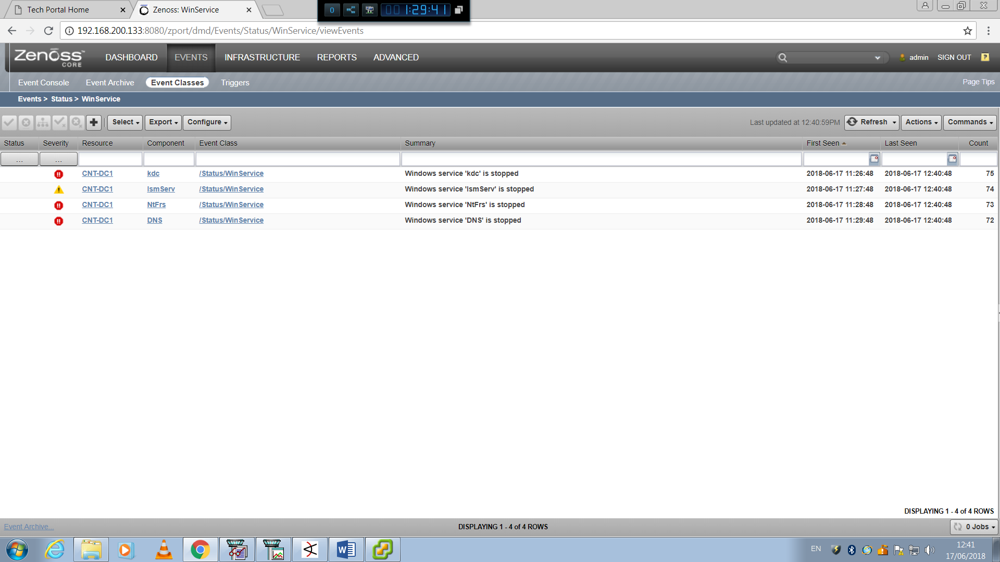 Tech Portal Home
Zenoss: WinService
0
00 1:29:41
192.168.200.133:8080/zport/dmd/Events/Status/WinService/viewEvents
Zenoss™ CORE
DASHBOARD EVENTS INFRASTRUCTURE REPORTS ADVANCED
admin SIGN OUT ?
Event Console Event Archive Event Classes Triggers
Page Tips
Events > Status > WinService
Select Export Configure
Last updated at 12:40:59PM Refresh Actions Commands
Status Severity Resource Component Event Class Summary First Seen Last Seen Count
... ...
CNT-DC1 kdc /Status/WinService Windows service 'kdc' is stopped 2018-06-17 11:26:48 2018-06-17 12:40:48 75
CNT-DC1 IsmServ /Status/WinService Windows service 'IsmServ' is stopped 2018-06-17 11:27:48 2018-06-17 12:40:48 74
CNT-DC1 NtFrs /Status/WinService Windows service 'NtFrs' is stopped 2018-06-17 11:28:48 2018-06-17 12:40:48 73
CNT-DC1 DNS /Status/WinService Windows service 'DNS' is stopped 2018-06-17 11:29:48 2018-06-17 12:40:48 72
DISPLAYING 1 - 4 of 4 ROWS
Event Archive... DISPLAYING 1 - 4 of 4 ROWS 0 Jobs
EN
12:41
17/06/2018